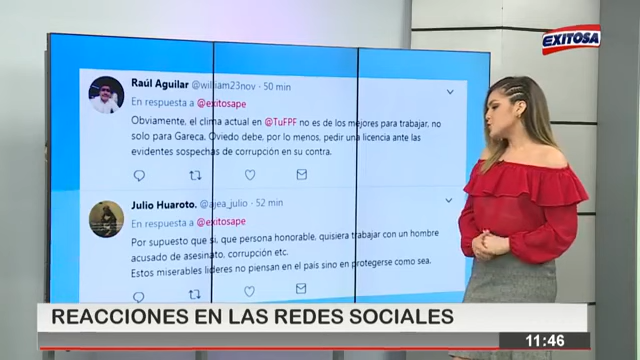 EXITOSA
Raúl Aguilar @william23nov · 50 min
En respuesta a @exitosape
Obviamente, el clima actual en @TuFPF no es de los mejores para trabajar, no
solo para Gareca. Oviedo debe, por lo menos, pedir una licencia ante las
evidentes sospechas de corrupción en su contra.
Julio Huaroto. @ajea_julio · 52 min
En respuesta a @exitosape
Por supuesto que si, que persona honorable, quisiera trabajar con un hombre
acusado de asesinato, corrupción etc.
Estos miserables lideres no piensan en el país sino en protegerse como sea.
REACCIONES EN LAS REDES SOCIALES
11:46